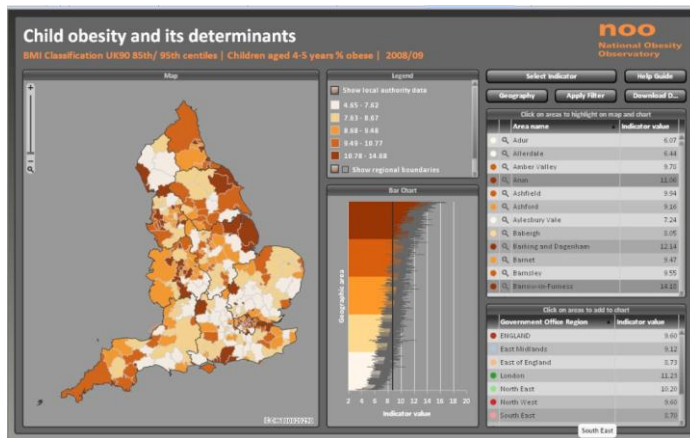 Child obesity and its determinants
BMI Classification UK90 85th/ 95th centiles | Children aged 4-5 years % obese | 2008/09
noo
National Obesity
Observatory
Map
Legend
Show local authority data
4.65 - 7.62
7.63 - 8.67
8.68 - 9.48
9.49 - 10.77
10.78 - 14.68
Show regional boundaries
Bar Chart
Geographic area
2 4 6 8 10 12 14 16 18 20
Indicator value
Select Indicator
Help Guide
Geography
Apply Filter
Download D...
Click on areas to highlight on map and chart
Area name Indicator value
Adur 6.07
Allerdale 6.44
Amber Valley 9.70
Arun
Ashfield 9.94
Ashford 9.16
Aylesbury Vale 7.24
Babergh 8.05
Barking and Dagenham 12.14
Barnet 9.47
Barnsley 9.55
Barrow-in-Furness
Click on areas to add to chart
Government Office Region Indicator value
ENGLAND 9.60
East Midlands 9.12
East of England 8.73
London 11.23
North East 10.20
North West 9.60
South East 8.70
South East